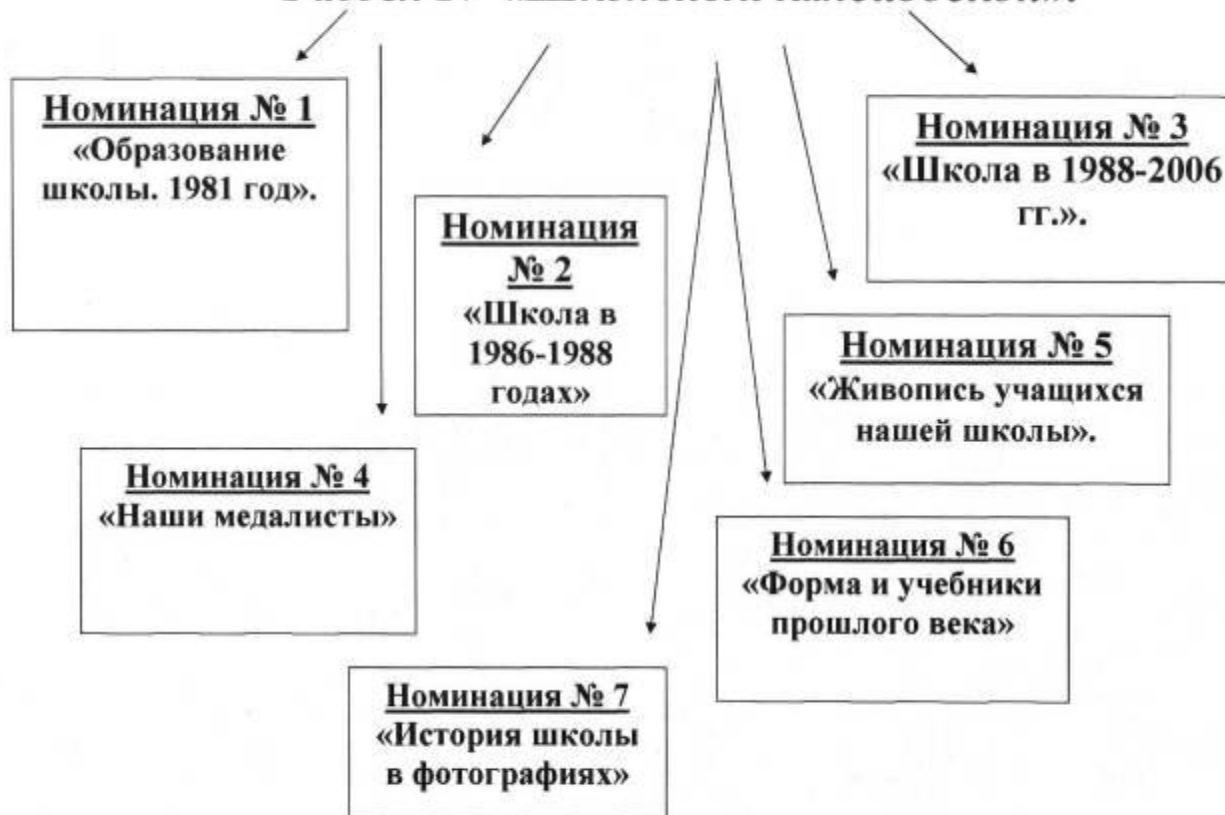 Номинация № 1
«Образование
школы. 1981 год».
Номинация
№ 2
«Школа в
1986-1988
годах»
Номинация № 3
«Школа в 1988-2006
гг.».
Номинация № 4
«Наши медалисты»
Номинация № 5
«Живопись учащихся
нашей школы».
Номинация № 6
«Форма и учебники
прошлого века»
Номинация № 7
«История школы
в фотографиях»